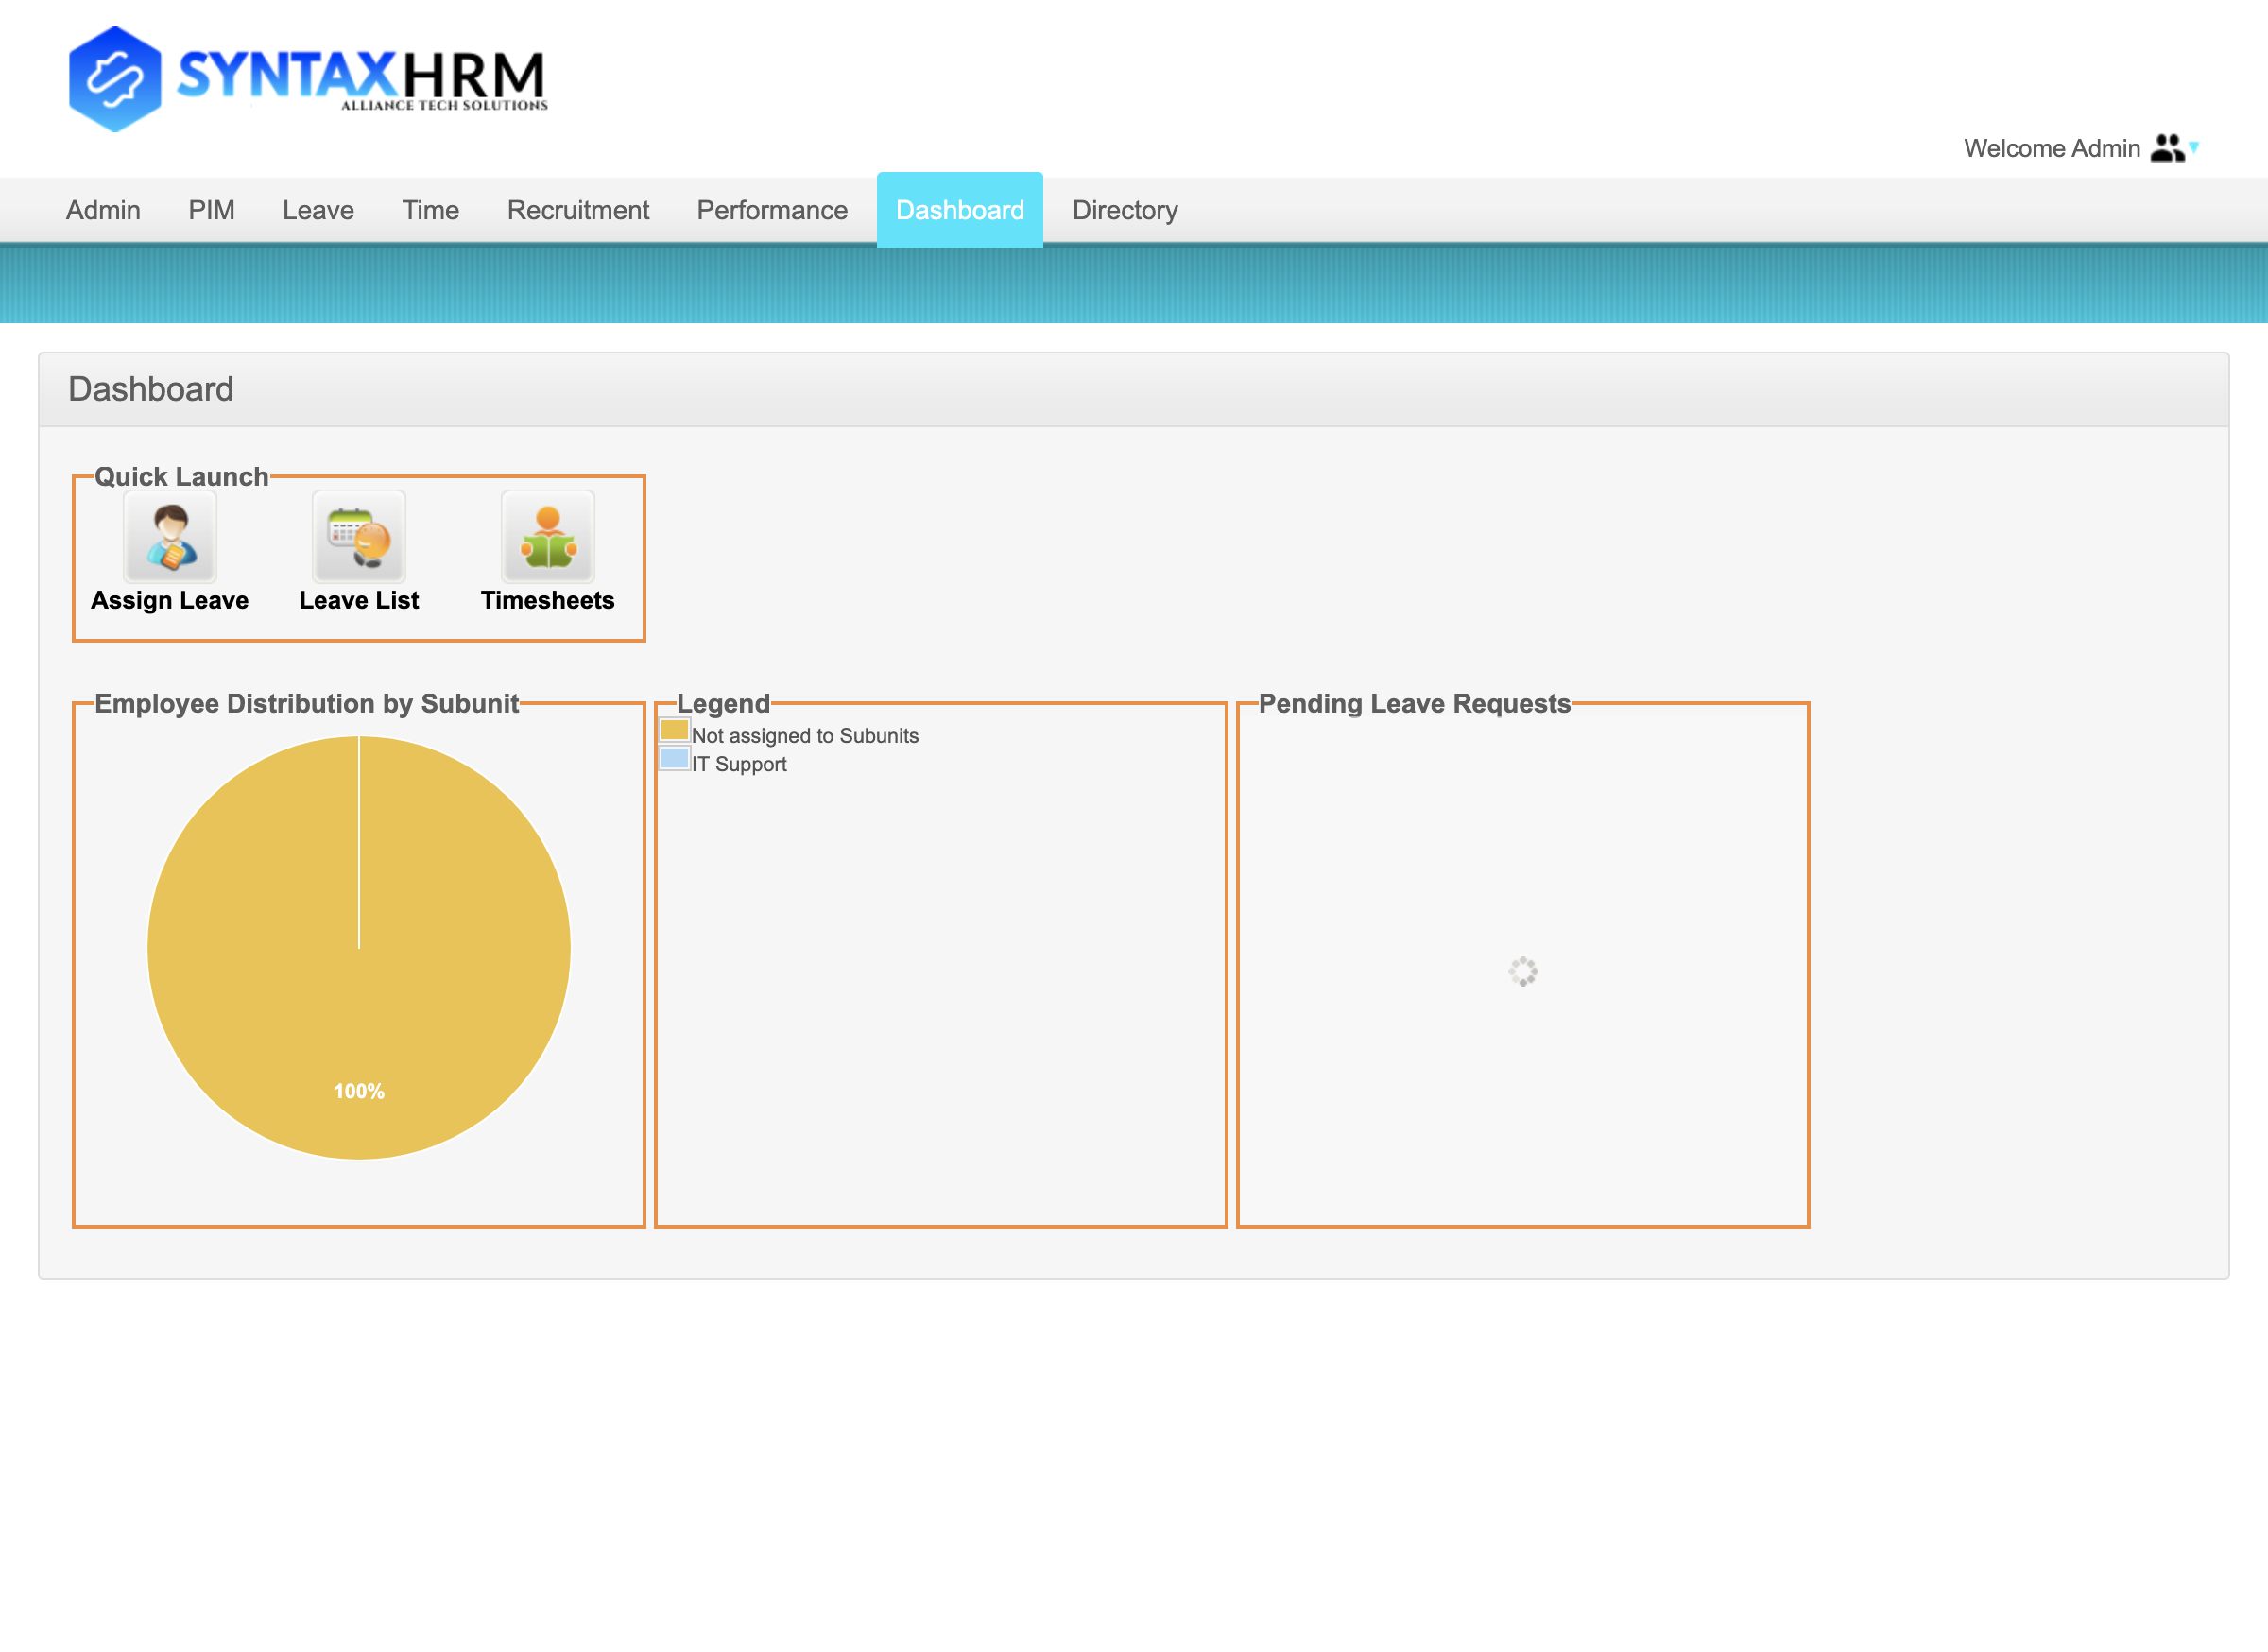 SYNTAXHRM
ALLIANCE TECH SOLUTIONS
Welcome Admin
Admin PIM Leave Time Recruitment Performance Dashboard Directory
Dashboard
Quick Launch
Assign Leave Leave List Timesheets
Employee Distribution by Subunit
100%
Legend
Not assigned to Subunits
IT Support
Pending Leave Requests